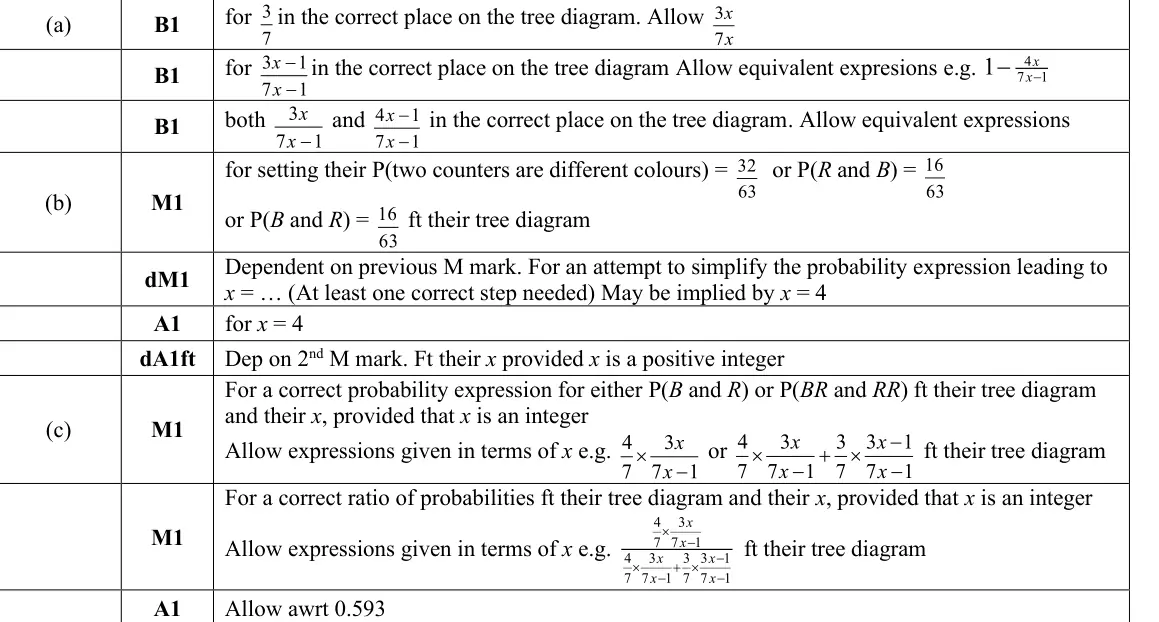 (a) B1 for 3/7 in the correct place on the tree diagram. Allow 3x/7x
B1 for (3x − 1)/(7x − 1) in the correct place on the tree diagram Allow equivalent expresions e.g. 1 − 4x/(7x−1)
B1 both 3x/(7x − 1) and (4x − 1)/(7x − 1) in the correct place on the tree diagram. Allow equivalent expressions
(b) M1 for setting their P(two counters are different colours) = 32/63 or P(R and B) = 16/63
or P(B and R) = 16/63 ft their tree diagram
dM1 Dependent on previous M mark. For an attempt to simplify the probability expression leading to
x = … (At least one correct step needed) May be implied by x = 4
A1 for x = 4
dA1ft Dep on 2nd M mark. Ft their x provided x is a positive integer
(c) M1 For a correct probability expression for either P(B and R) or P(BR and RR) ft their tree diagram
and their x, provided that x is an integer
Allow expressions given in terms of x e.g. 4/7 × 3x/(7x − 1) or 4/7 × 3x/(7x − 1) + 3/7 × (3x − 1)/(7x − 1) ft their tree diagram
M1 For a correct ratio of probabilities ft their tree diagram and their x, provided that x is an integer
Allow expressions given in terms of x e.g. (4/7 × 3x/(7x−1)) / (4/7 × 3x/(7x−1) + 3/7 × (3x−1)/(7x−1)) ft their tree diagram
A1 Allow awrt 0.593